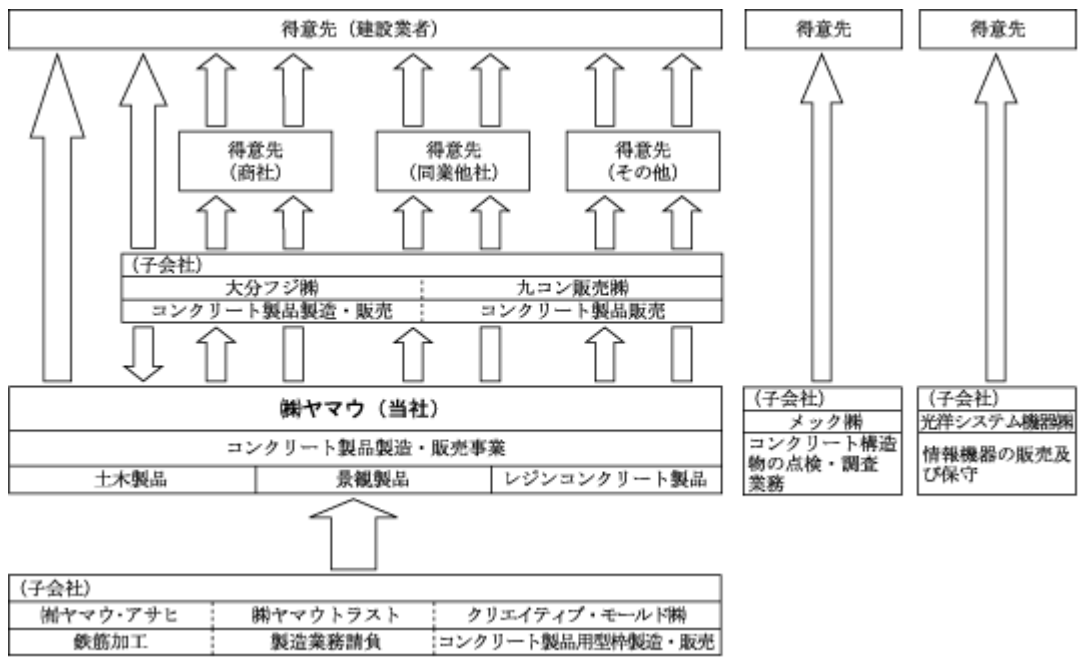 得意先（建設業者）
得意先
得意先
得意先
（商社）
得意先
（同業他社）
得意先
（その他）
（子会社）
大分フジ㈱
九コン販売㈱
コンクリート製品製造・販売
コンクリート製品販売
㈱ヤマウ（当社）
コンクリート製品製造・販売事業
土木製品
景観製品
レジンコンクリート製品
（子会社）
メック㈱
コンクリート構造
物の点検・調査
業務
（子会社）
光洋システム機器㈱
情報機器の販売及
び保守
（子会社）
㈲ヤマウ・アサヒ
㈱ヤマウトラスト
クリエイティブ・モールド㈱
鉄筋加工
製造業務請負
コンクリート製品用型枠製造・販売